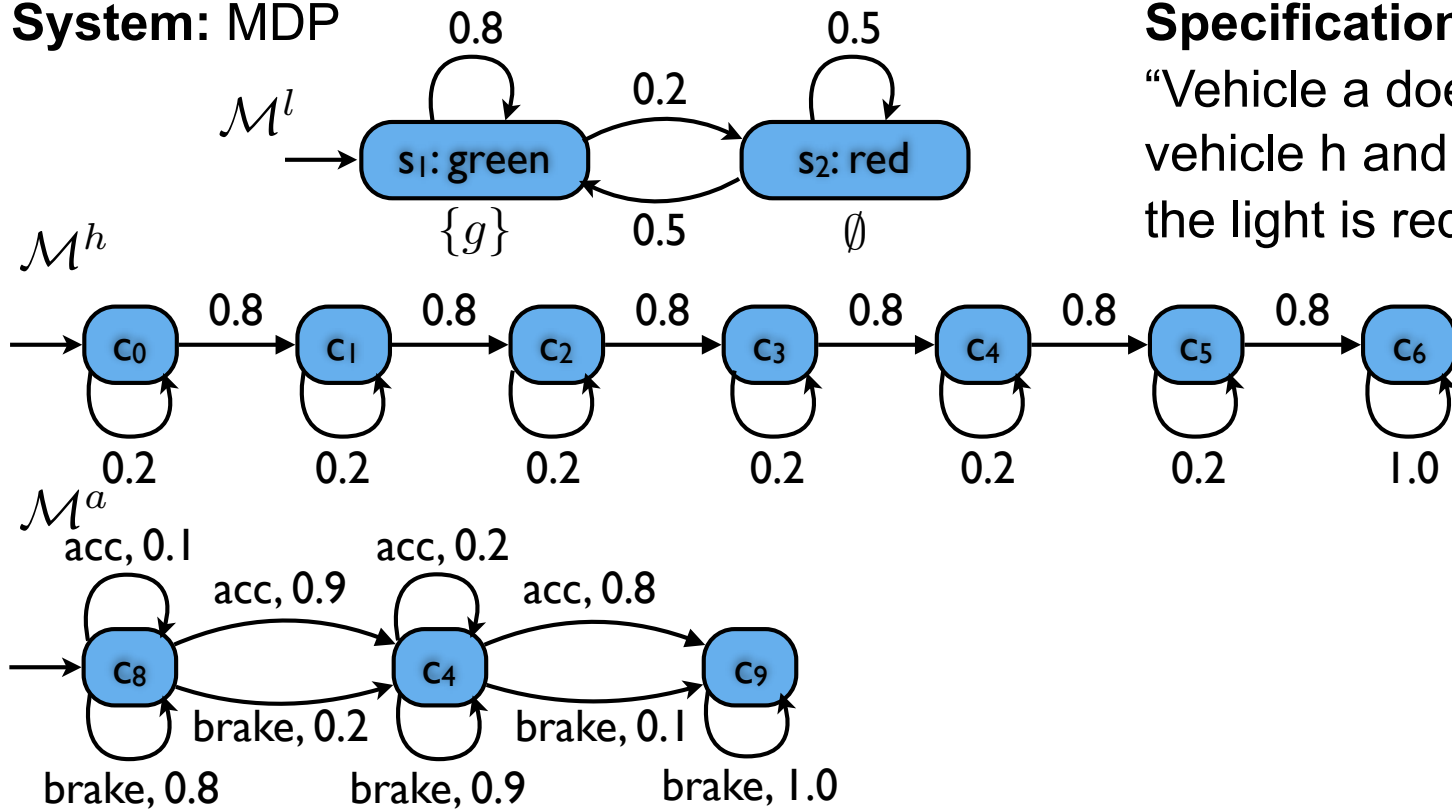 System: MDP
Specification
“Vehicle a doe
vehicle h and
the light is red
0.8
0.5
0.2
M^l
s₁: green
s₂: red
{g}
0.5
∅
M^h
0.8
0.8
0.8
0.8
0.8
0.8
c₀
c₁
c₂
c₃
c₄
c₅
c₆
0.2
0.2
0.2
0.2
0.2
0.2
1.0
M^a
acc, 0.1
acc, 0.2
acc, 0.9
acc, 0.8
c₈
c₄
c₉
brake, 0.2
brake, 0.1
brake, 0.8
brake, 0.9
brake, 1.0